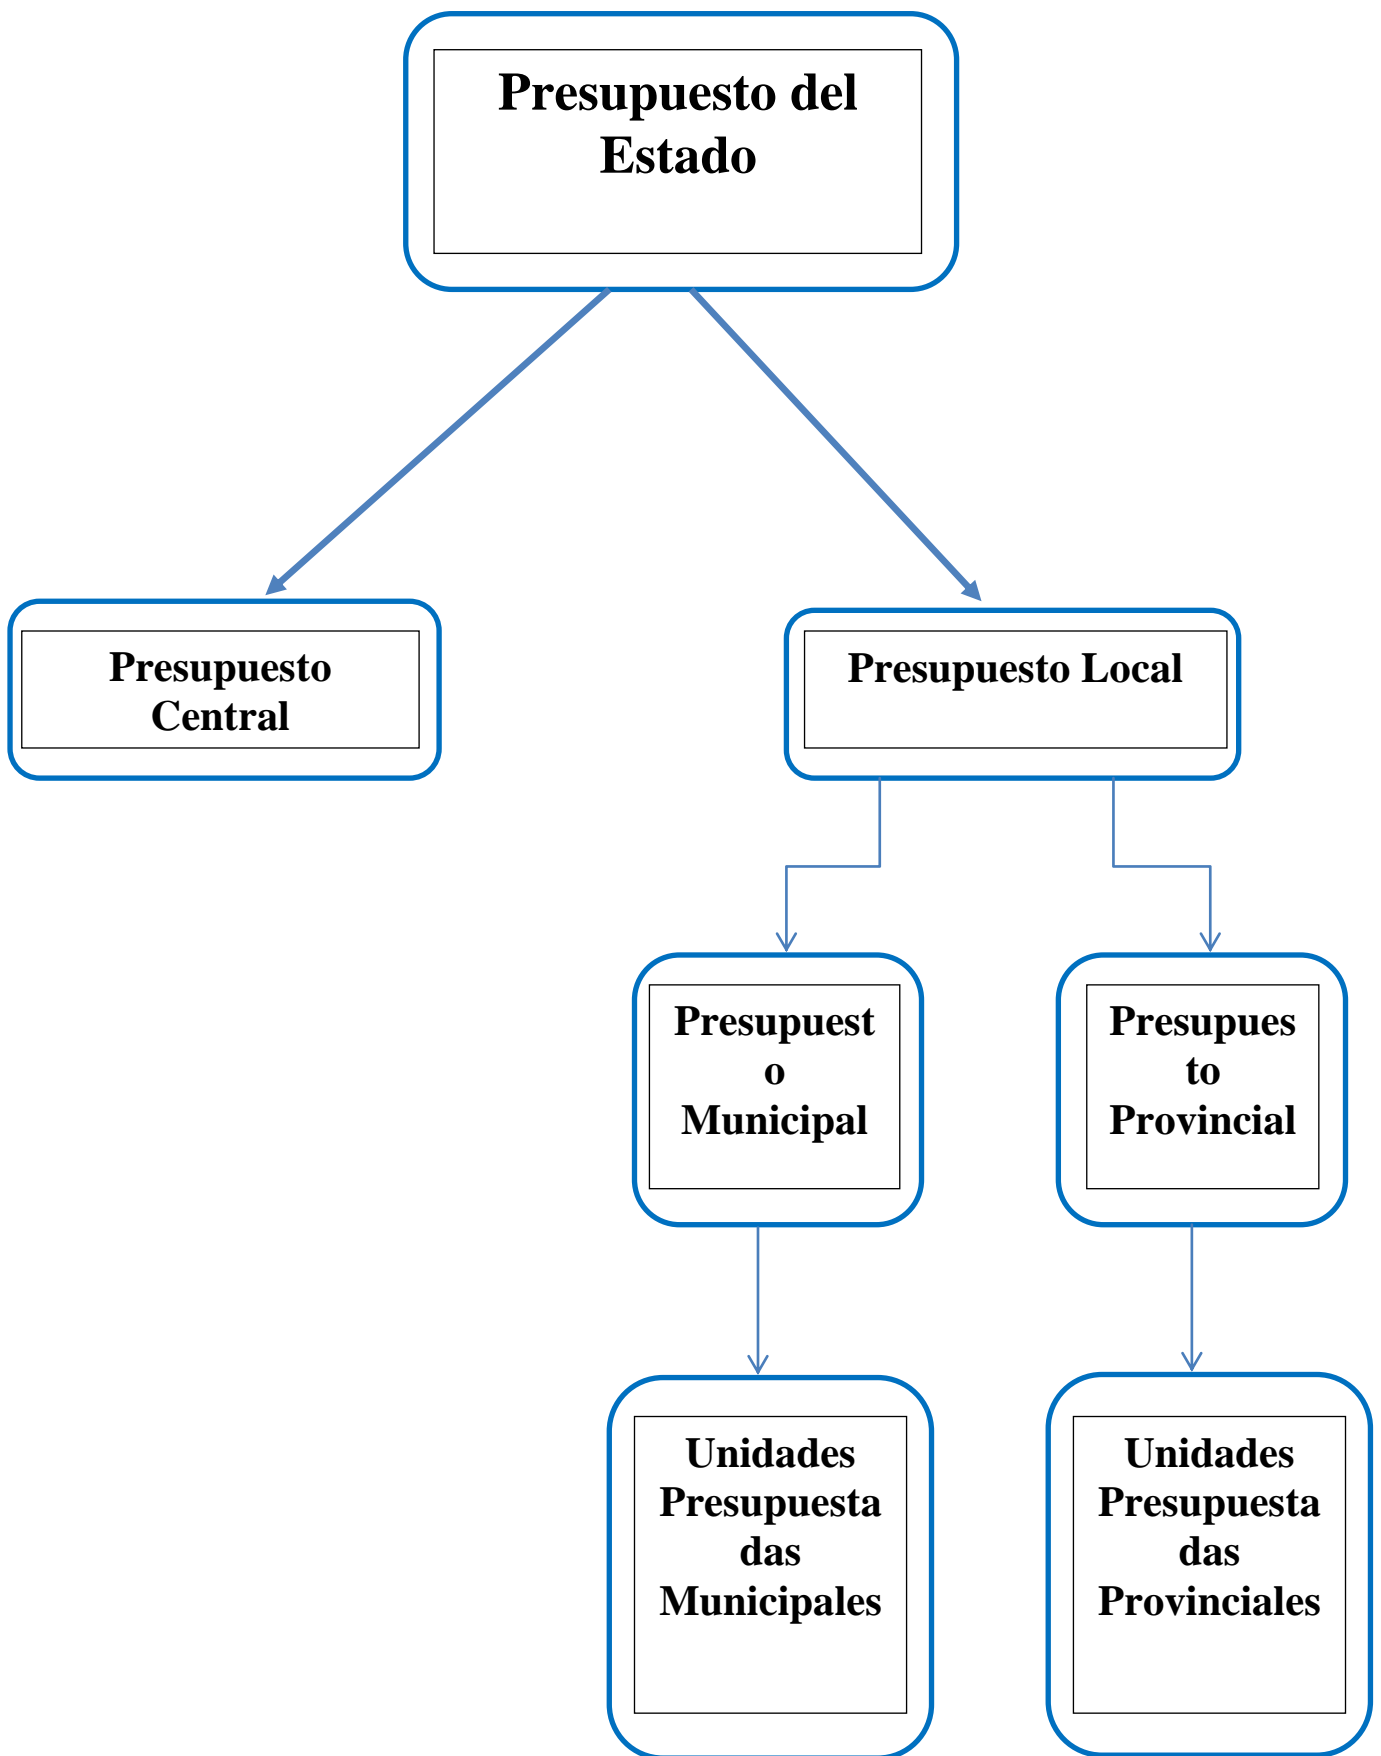 Presupuesto del
Estado
Presupuesto
Central
Presupuesto Local
Presupuest
o
Municipal
Presupues
to
Provincial
Unidades
Presupuesta
das
Municipales
Unidades
Presupuesta
das
Provinciales